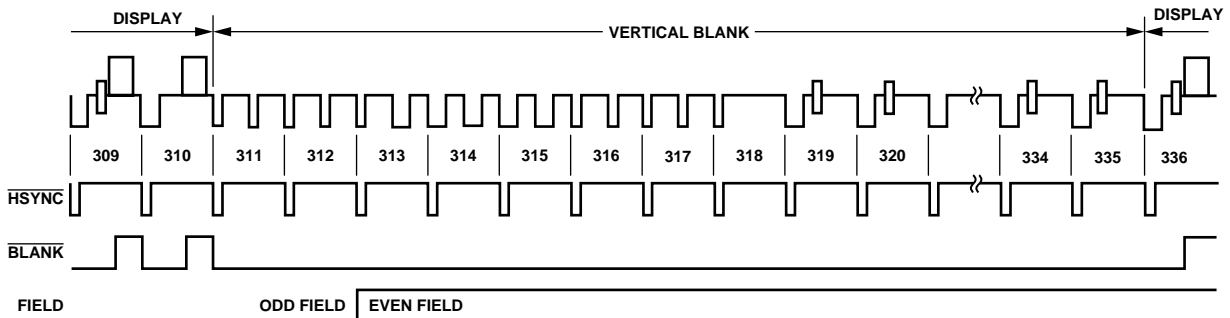 DISPLAY DISPLAY
VERTICAL BLANK
309 310 311 312 313 314 315 316 317 318 319 320 334 335 336
HSYNC
BLANK
FIELD ODD FIELD EVEN FIELD